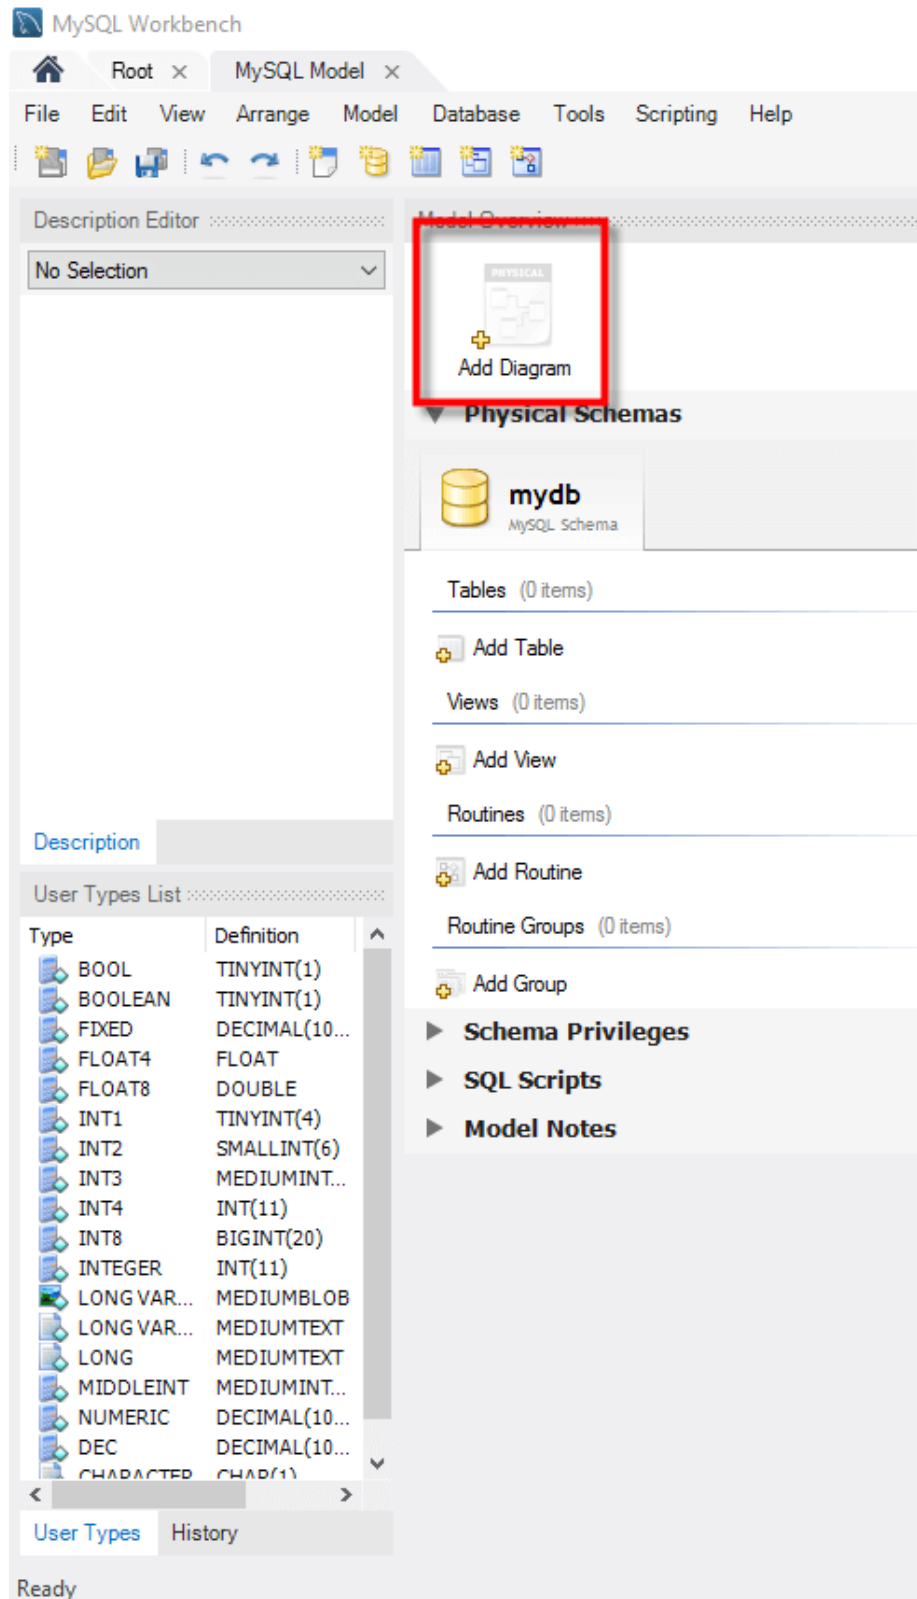 MySQL Workbench
Root × MySQL Model ×
File Edit View Arrange Model Database Tools Scripting Help
Description Editor
Model Overview
No Selection
PHYSICAL
Add Diagram
Physical Schemas
mydb
MySQL Schema
Tables (0 items)
Add Table
Views (0 items)
Add View
Routines (0 items)
Add Routine
Routine Groups (0 items)
Add Group
Schema Privileges
SQL Scripts
Model Notes
Description
User Types List
Type Definition
BOOL TINYINT(1)
BOOLEAN TINYINT(1)
FIXED DECIMAL(10...
FLOAT4 FLOAT
FLOAT8 DOUBLE
INT1 TINYINT(4)
INT2 SMALLINT(6)
INT3 MEDIUMINT...
INT4 INT(11)
INT8 BIGINT(20)
INTEGER INT(11)
LONG VAR... MEDIUMBLOB
LONG VAR... MEDIUMTEXT
LONG MEDIUMTEXT
MIDDLEINT MEDIUMINT...
NUMERIC DECIMAL(10...
DEC DECIMAL(10...
CHARACTER CHAR(1)
User Types History
Ready